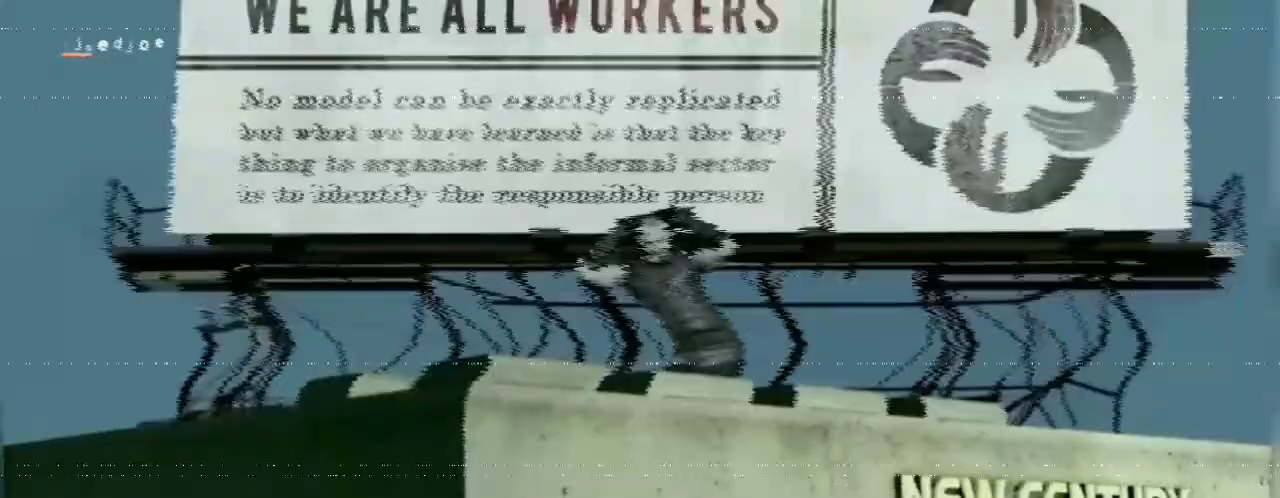 WE ARE ALL WORKERS
No model can be exactly replicated
but what we have learned is that the key
thing to organise the informal sector
is to identify the responsible person
NEW CENTURY